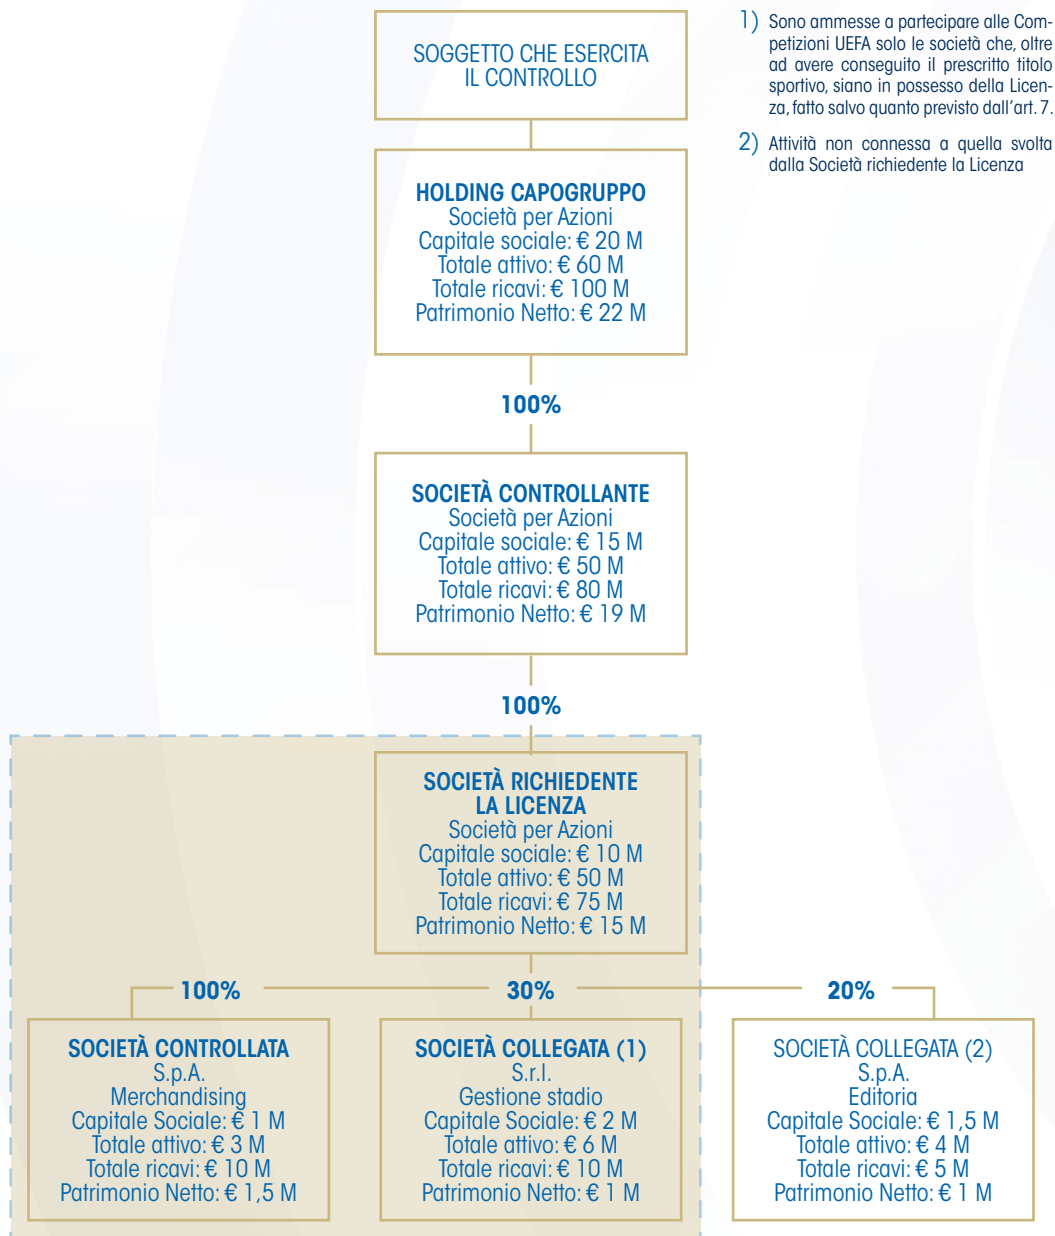 SOGGETTO CHE ESERCITA
IL CONTROLLO
1) Sono ammesse a partecipare alle Com-
petizioni UEFA solo le società che, oltre
ad avere conseguito il prescritto titolo
sportivo, siano in possesso della Licen-
za, fatto salvo quanto previsto dall'art. 7.
2) Attività non connessa a quella svolta
dalla Società richiedente la Licenza
HOLDING CAPOGRUPPO
Società per Azioni
Capitale sociale: € 20 M
Totale attivo: € 60 M
Totale ricavi: € 100 M
Patrimonio Netto: € 22 M
100%
SOCIETÀ CONTROLLANTE
Società per Azioni
Capitale sociale: € 15 M
Totale attivo: € 50 M
Totale ricavi: € 80 M
Patrimonio Netto: € 19 M
100%
SOCIETÀ RICHIEDENTE
LA LICENZA
Società per Azioni
Capitale sociale: € 10 M
Totale attivo: € 50 M
Totale ricavi: € 75 M
Patrimonio Netto: € 15 M
100%
30%
20%
SOCIETÀ CONTROLLATA
S.p.A.
Merchandising
Capitale Sociale: € 1 M
Totale attivo: € 3 M
Totale ricavi: € 10 M
Patrimonio Netto: € 1,5 M
SOCIETÀ COLLEGATA (1)
S.r.l.
Gestione stadio
Capitale Sociale: € 2 M
Totale attivo: € 6 M
Totale ricavi: € 10 M
Patrimonio Netto: € 1 M
SOCIETÀ COLLEGATA (2)
S.p.A.
Editoria
Capitale Sociale: € 1,5 M
Totale attivo: € 4 M
Totale ricavi: € 5 M
Patrimonio Netto: € 1 M